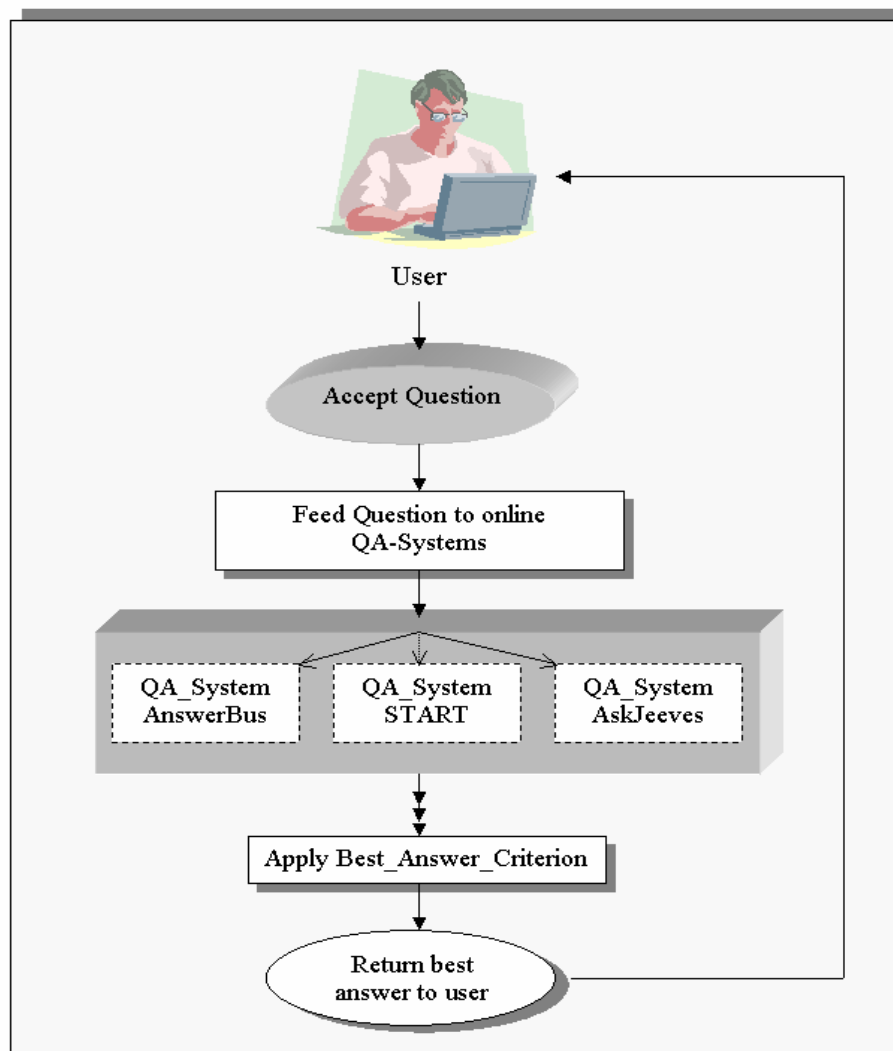 User
Accept Question
Feed Question to online
QA-Systems
QA_System
AnswerBus
QA_System
START
QA_System
AskJeeves
Apply Best_Answer_Criterion
Return best
answer to user